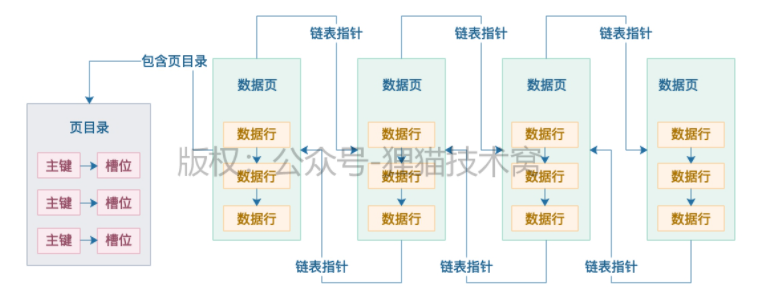 链表指针 链表指针 链表指针
包含页目录
数据页 数据页 数据页 数据页
页目录
数据行 数据行 数据行 数据行
版权：公众号-狸猫技术窝
主键 槽位 数据行 数据行 数据行 数据行
主键 槽位 数据行 数据行 数据行 数据行
主键 槽位
链表指针 链表指针 链表指针